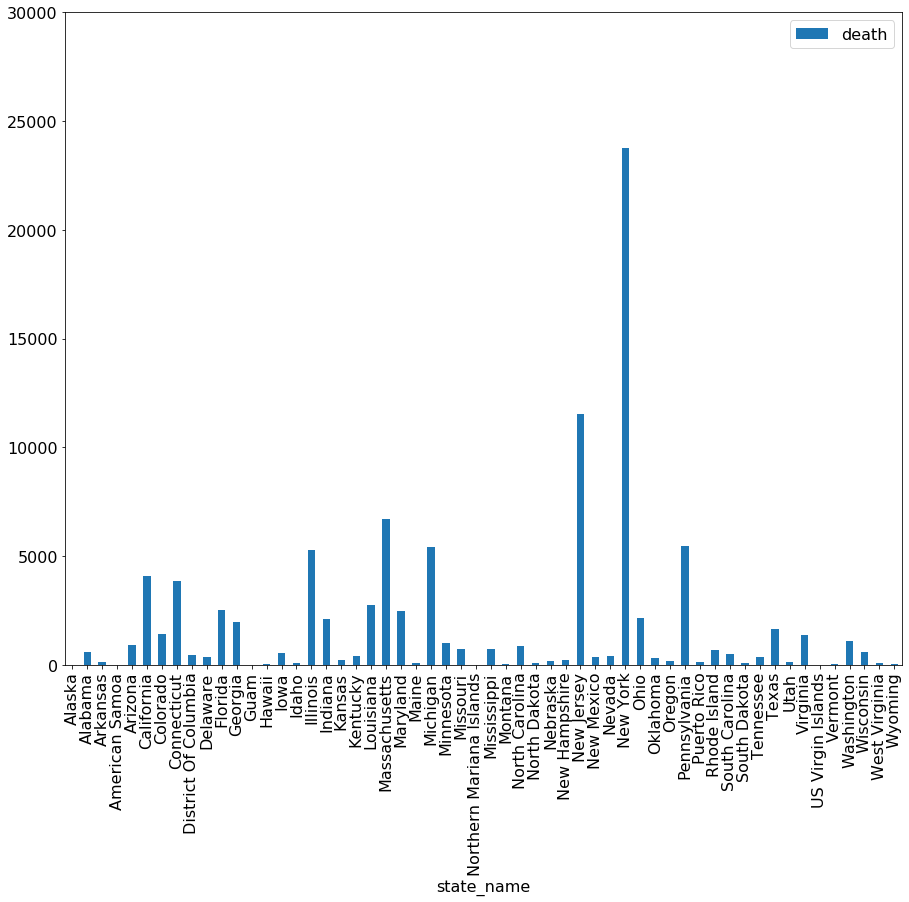 30000
25000
20000
15000
10000
5000
0
death
Alaska
Alabama
Arkansas
American Samoa
Arizona
California
Colorado
Connecticut
District Of Columbia
Delaware
Florida
Georgia
Guam
Hawaii
Iowa
Idaho
Illinois
Indiana
Kansas
Kentucky
Louisiana
Massachusetts
Maryland
Maine
Michigan
Minnesota
Missouri
Northern Mariana Islands
Mississippi
Montana
North Carolina
North Dakota
Nebraska
New Hampshire
New Jersey
New Mexico
Nevada
New York
Ohio
Oklahoma
Oregon
Pennsylvania
Puerto Rico
Rhode Island
South Carolina
South Dakota
Tennessee
Texas
Utah
Virginia
US Virgin Islands
Vermont
Washington
Wisconsin
West Virginia
Wyoming
state_name